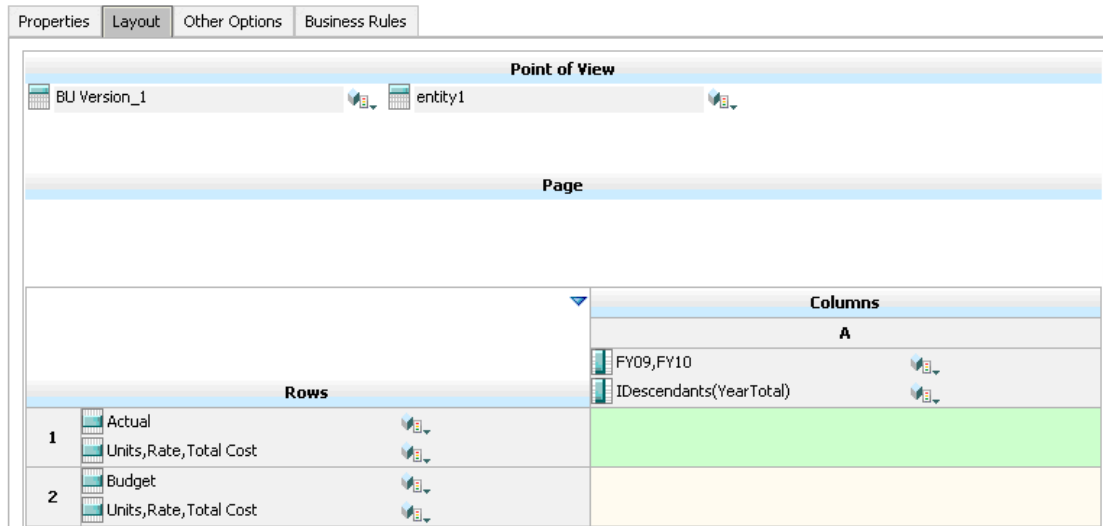 Properties Layout Other Options Business Rules
Point of View
BU Version_1 entity1
Page
Columns
A
FY09,FY10
Rows IDescendants(YearTotal)
1 Actual
Units,Rate,Total Cost
2 Budget
Units,Rate,Total Cost